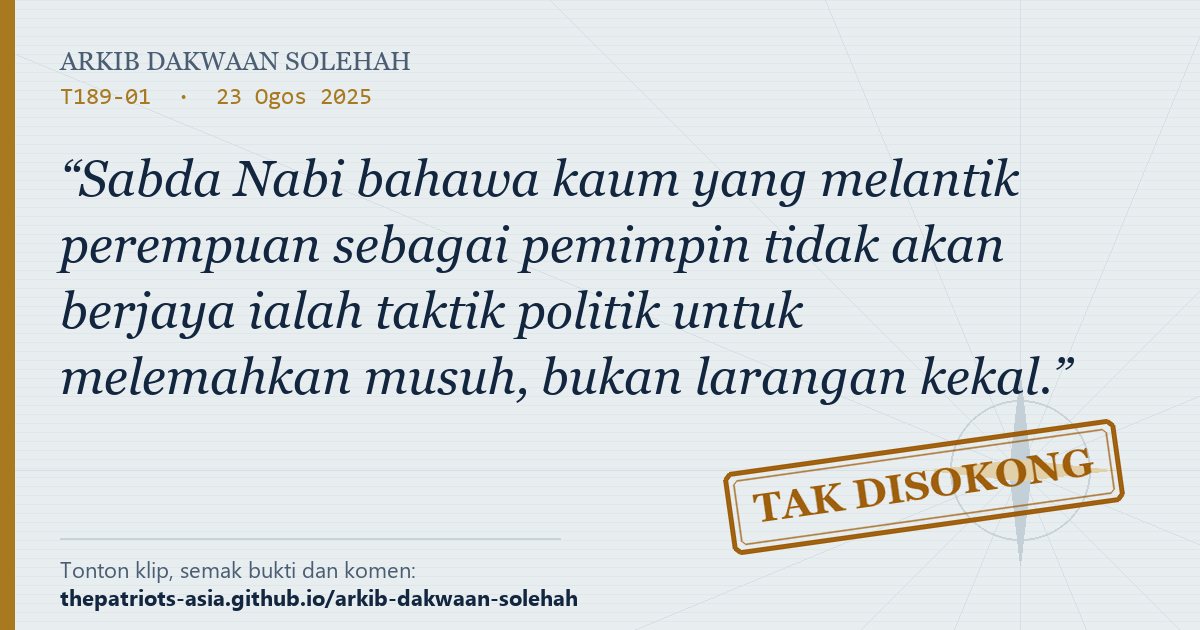 ARKIB DAKWAAN SOLEHAH
T189-01 · 23 Ogos 2025
“Sabda Nabi bahawa kaum yang melantik
perempuan sebagai pemimpin tidak akan
berjaya ialah taktik politik untuk
melemahkan musuh, bukan larangan kekal.”
TAK DISOKONG
Tonton klip, semak bukti dan komen:
thepatriots-asia.github.io/arkib-dakwaan-solehah